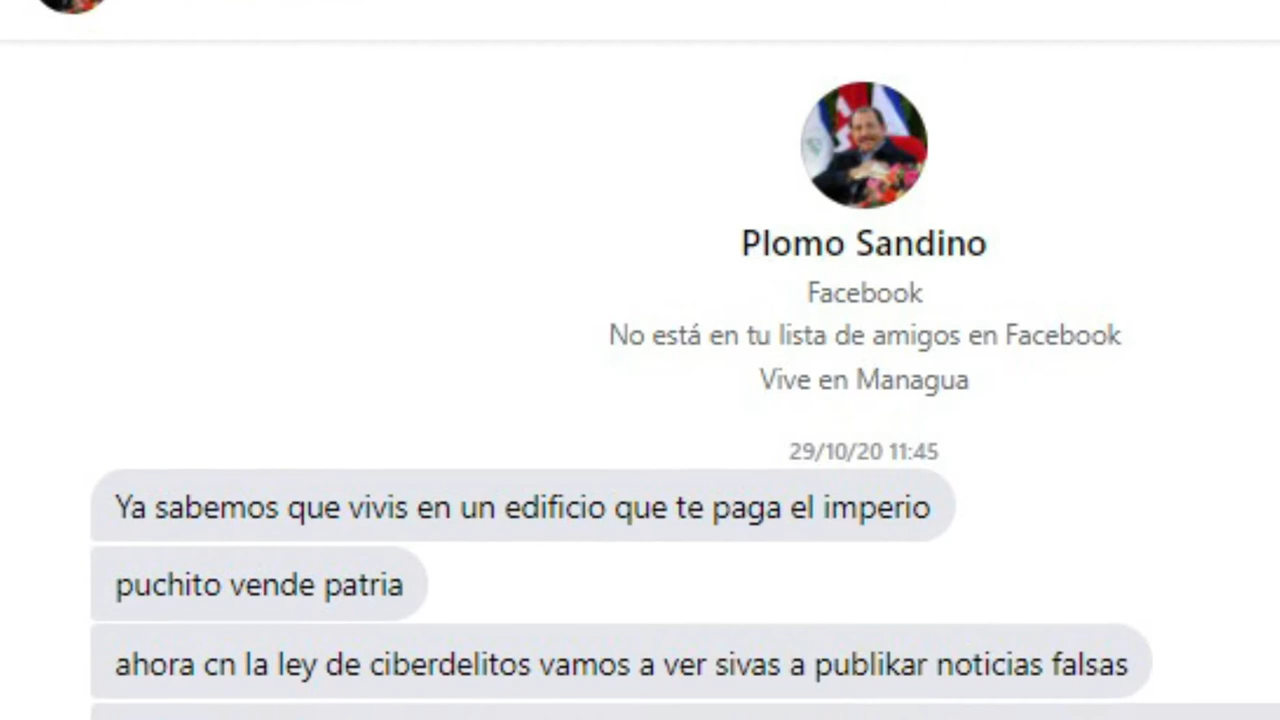 Plomo Sandino
Facebook
No está en tu lista de amigos en Facebook
Vive en Managua
29/10/20 11:45
Ya sabemos que vivis en un edificio que te paga el imperio
puchito vende patria
ahora cn la ley de ciberdelitos vamos a ver sivas a publikar noticias falsas